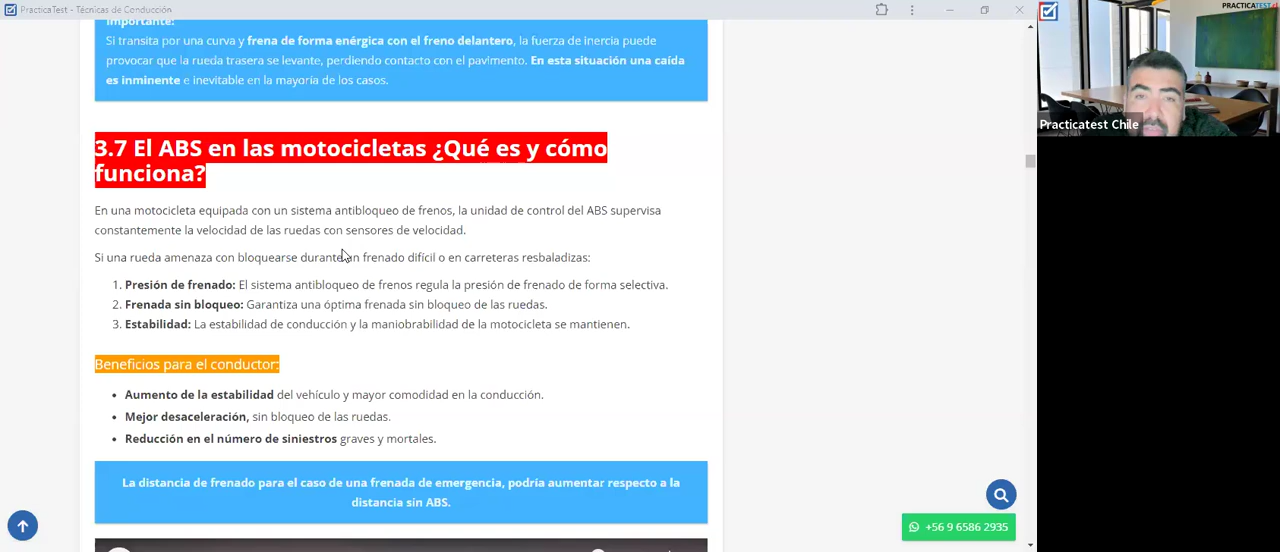 PracticaTest - Técnicas de Conducción
PRACTICATEST.cl
Importante:
Si transita por una curva y frena de forma enérgica con el freno delantero, la fuerza de inercia puede
provocar que la rueda trasera se levante, perdiendo contacto con el pavimento. En esta situación una caída
es inminente e inevitable en la mayoría de los casos.
Practicatest Chile
3.7 El ABS en las motocicletas ¿Qué es y cómo
funciona?
En una motocicleta equipada con un sistema antibloqueo de frenos, la unidad de control del ABS supervisa
constantemente la velocidad de las ruedas con sensores de velocidad.
Si una rueda amenaza con bloquearse durante un frenado difícil o en carreteras resbaladizas:
1. Presión de frenado: El sistema antibloqueo de frenos regula la presión de frenado de forma selectiva.
2. Frenada sin bloqueo: Garantiza una óptima frenada sin bloqueo de las ruedas.
3. Estabilidad: La estabilidad de conducción y la maniobrabilidad de la motocicleta se mantienen.
Beneficios para el conductor:
• Aumento de la estabilidad del vehículo y mayor comodidad en la conducción.
• Mejor desaceleración, sin bloqueo de las ruedas.
• Reducción en el número de siniestros graves y mortales.
La distancia de frenado para el caso de una frenada de emergencia, podría aumentar respecto a la
distancia sin ABS.
+56 9 6586 2935